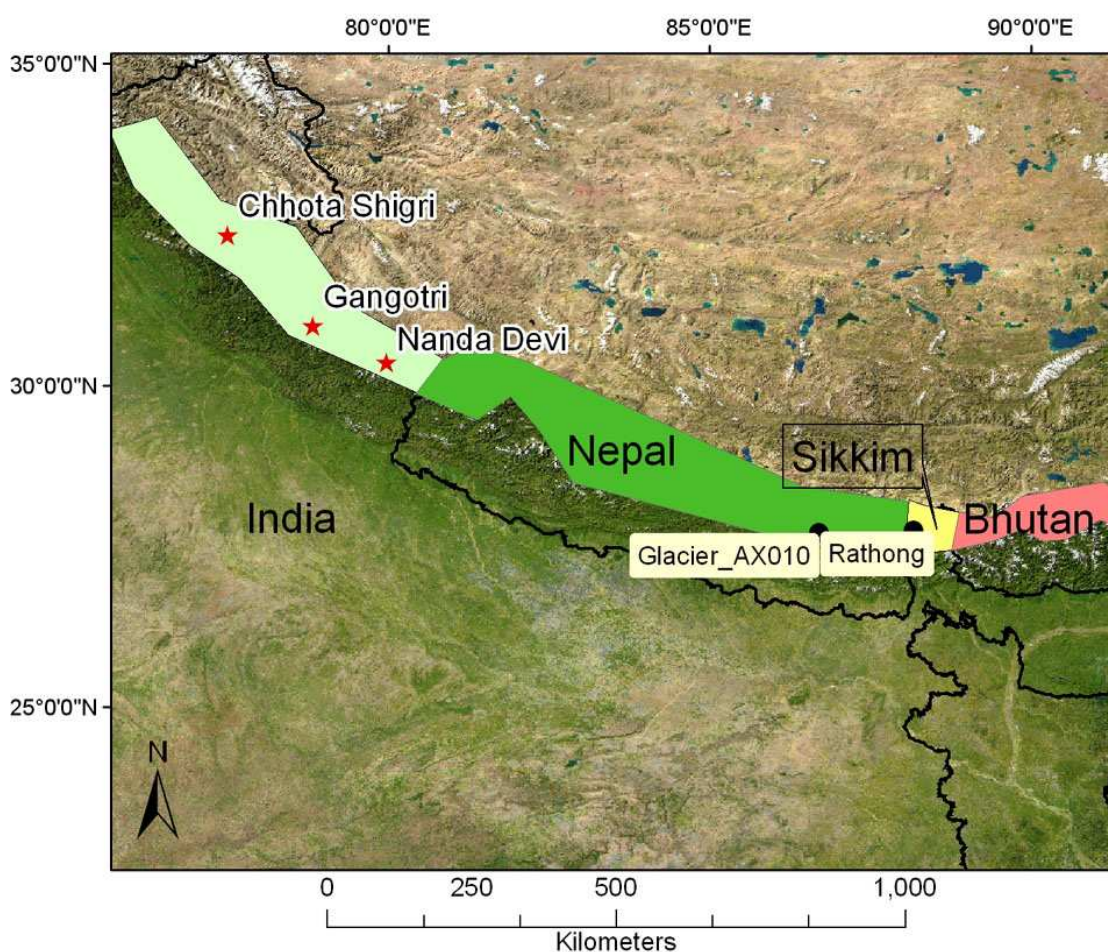 80°0'0"E
85°0'0"E
90°0'0"E
35°0'0"N
Chhota Shigri
Gangotri
Nanda Devi
30°0'0"N
Nepal
Sikkim
India
Bhutan
Glacier_AX010
Rathong
25°0'0"N
N
0 250 500 1,000
Kilometers